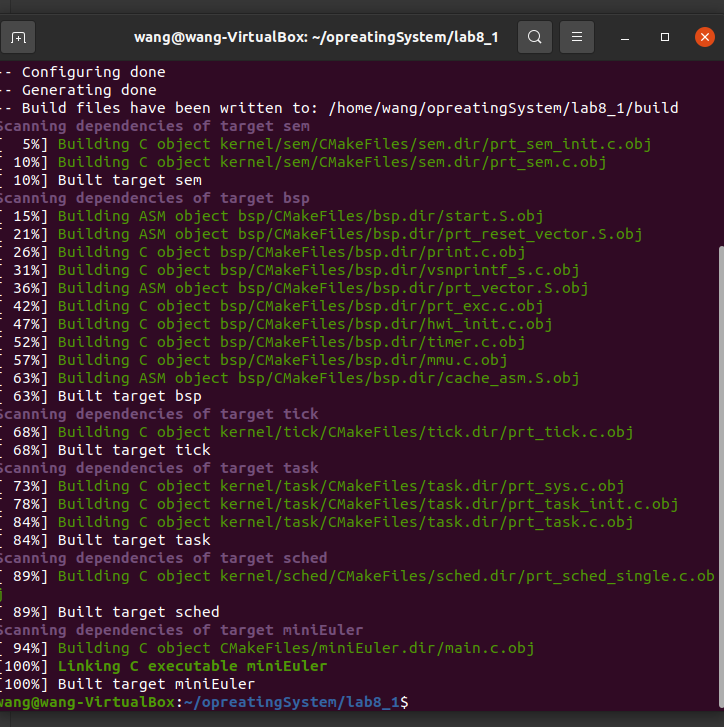 wang@wang-VirtualBox: ~/opreatingSystem/lab8_1
-- Configuring done
-- Generating done
-- Build files have been written to: /home/wang/opreatingSystem/lab8_1/build
Scanning dependencies of target sem
[  5%] Building C object kernel/sem/CMakeFiles/sem.dir/prt_sem_init.c.obj
[ 10%] Building C object kernel/sem/CMakeFiles/sem.dir/prt_sem.c.obj
[ 10%] Built target sem
Scanning dependencies of target bsp
[ 15%] Building ASM object bsp/CMakeFiles/bsp.dir/start.S.obj
[ 21%] Building ASM object bsp/CMakeFiles/bsp.dir/prt_reset_vector.S.obj
[ 26%] Building C object bsp/CMakeFiles/bsp.dir/print.c.obj
[ 31%] Building C object bsp/CMakeFiles/bsp.dir/vsnprintf_s.c.obj
[ 36%] Building ASM object bsp/CMakeFiles/bsp.dir/prt_vector.S.obj
[ 42%] Building C object bsp/CMakeFiles/bsp.dir/prt_exc.c.obj
[ 47%] Building C object bsp/CMakeFiles/bsp.dir/hwi_init.c.obj
[ 52%] Building C object bsp/CMakeFiles/bsp.dir/timer.c.obj
[ 57%] Building C object bsp/CMakeFiles/bsp.dir/mmu.c.obj
[ 63%] Building ASM object bsp/CMakeFiles/bsp.dir/cache_asm.S.obj
[ 63%] Built target bsp
Scanning dependencies of target tick
[ 68%] Building C object kernel/tick/CMakeFiles/tick.dir/prt_tick.c.obj
[ 68%] Built target tick
Scanning dependencies of target task
[ 73%] Building C object kernel/task/CMakeFiles/task.dir/prt_sys.c.obj
[ 78%] Building C object kernel/task/CMakeFiles/task.dir/prt_task_init.c.obj
[ 84%] Building C object kernel/task/CMakeFiles/task.dir/prt_task.c.obj
[ 84%] Built target task
Scanning dependencies of target sched
[ 89%] Building C object kernel/sched/CMakeFiles/sched.dir/prt_sched_single.c.ob
j
[ 89%] Built target sched
Scanning dependencies of target miniEuler
[ 94%] Building C object CMakeFiles/miniEuler.dir/main.c.obj
[100%] Linking C executable miniEuler
[100%] Built target miniEuler
wang@wang-VirtualBox:~/opreatingSystem/lab8_1$